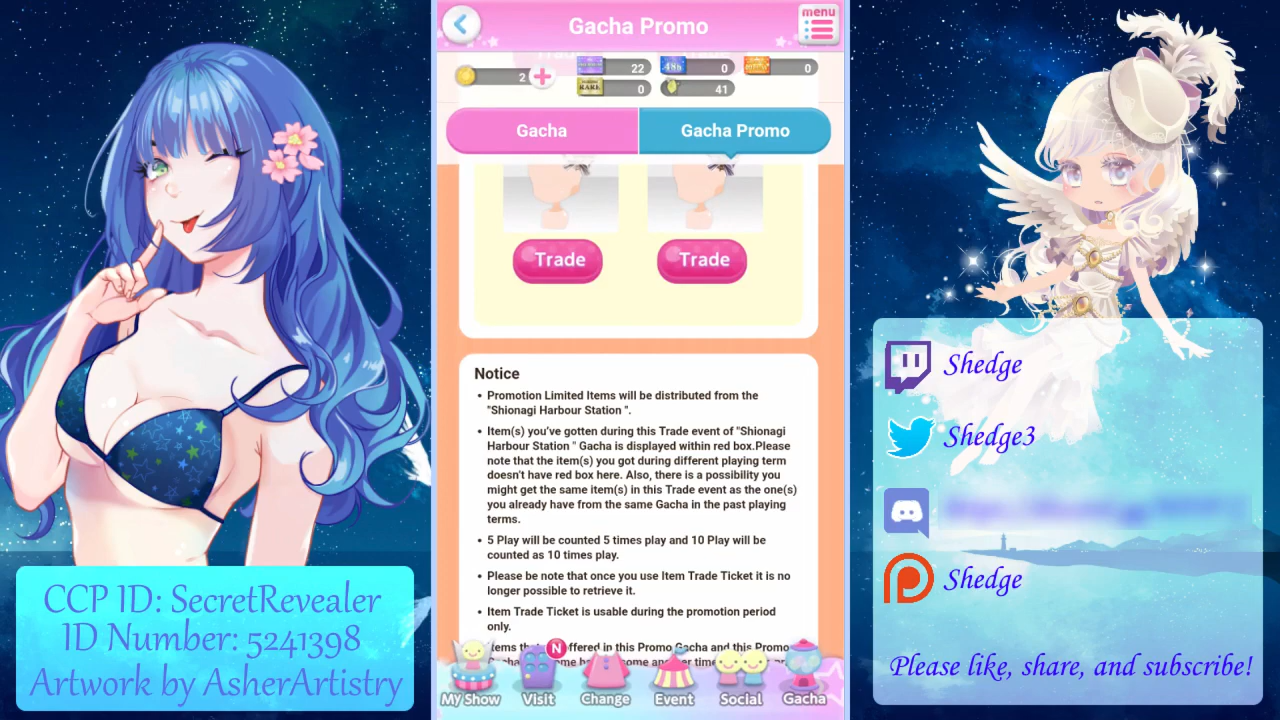 Gacha Promo
menu
2
22
48h
0
0
0
41
Gacha
Gacha Promo
Trade
Trade
Notice
• Promotion Limited Items will be distributed from the
"Shionagi Harbour Station ".
• Item(s) you've gotten during this Trade event of "Shionagi
Harbour Station " Gacha is displayed within red box.Please
note that the item(s) you got during different playing term
doesn't have red box here. Also, there is a possibility you
might get the same item(s) in this Trade event as the one(s)
you already have from the same Gacha in the past playing
terms.
• 5 Play will be counted 5 times play and 10 Play will be
counted as 10 times play.
• Please be note that once you use Item Trade Ticket it is no
longer possible to retrieve it.
• Item Trade Ticket is usable during the promotion period
only.
in this Promo Gacha and this Promo
N
My Show
Visit
Change
Event
Social
Gacha
CCP ID: SecretRevealer
ID Number: 5241398
Artwork by AsherArtistry
Shedge
Shedge3
Shedge
Please like, share, and subscribe!